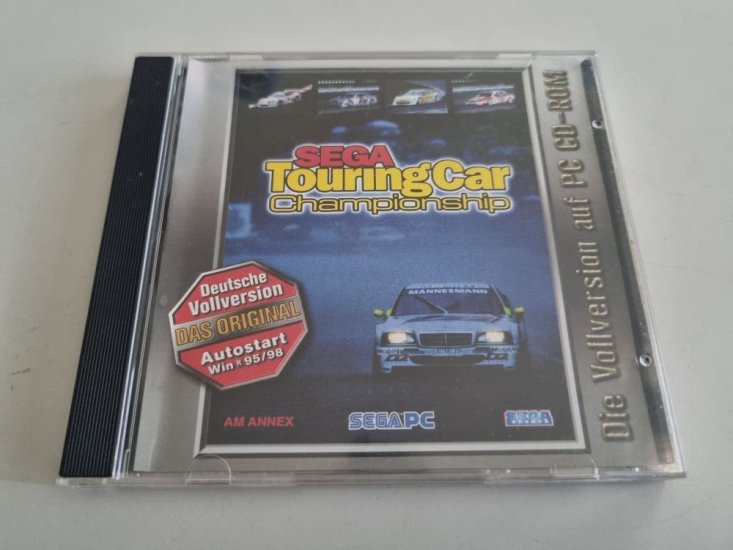 SEGA
TouringCar
Championship
Deutsche
Vollversion
DAS ORIGINAL
Autostart
Win 95/98
MANNESMANN
AM ANNEX
SEGAPC
SEGA
Die Vollversion auf PC CD-ROM